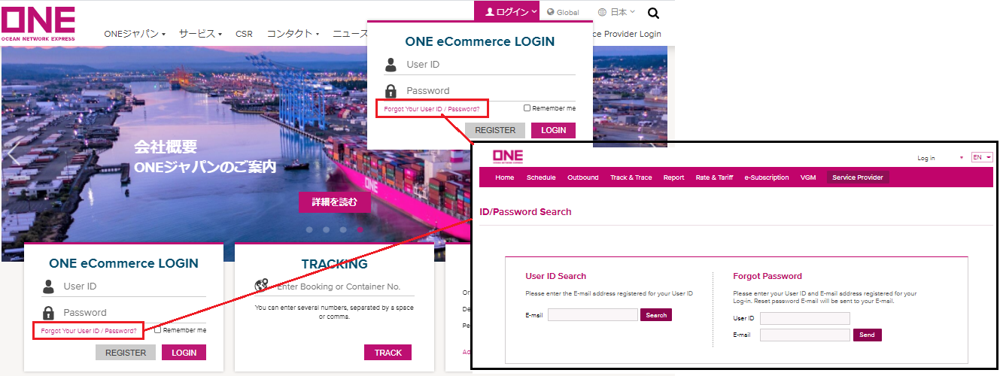 ONE
OCEAN NETWORK EXPRESS
ログイン
Global
日本
ONEジャパン
サービス
CSR
コンタクト
ニュース
ce Provider Login
ONE eCommerce LOGIN
User ID
Password
Forgot Your User ID / Password?
Remember me
REGISTER
LOGIN
会社概要
ONEジャパンのご案内
ONE
詳細を読む
ONE eCommerce LOGIN
User ID
Password
Forgot Your User ID / Password?
Remember me
REGISTER
LOGIN
TRACKING
Enter Booking or Container No.
You can enter several numbers, separated by a space
or comma.
TRACK
Or
De
Pe
Ad
ONE
OCEAN NETWORK EXPRESS
Log in
EN
Home
Schedule
Outbound
Track & Trace
Report
Rate & Tariff
e-Subscription
VGM
Service Provider
ID/Password Search
User ID Search
Please enter the E-mail address registered for your User ID
E-mail
Search
Forgot Password
Please enter your User ID and E-mail address registered for your
Log-in. Reset password E-mail will be sent to your E-mail.
User ID
E-mail
Send